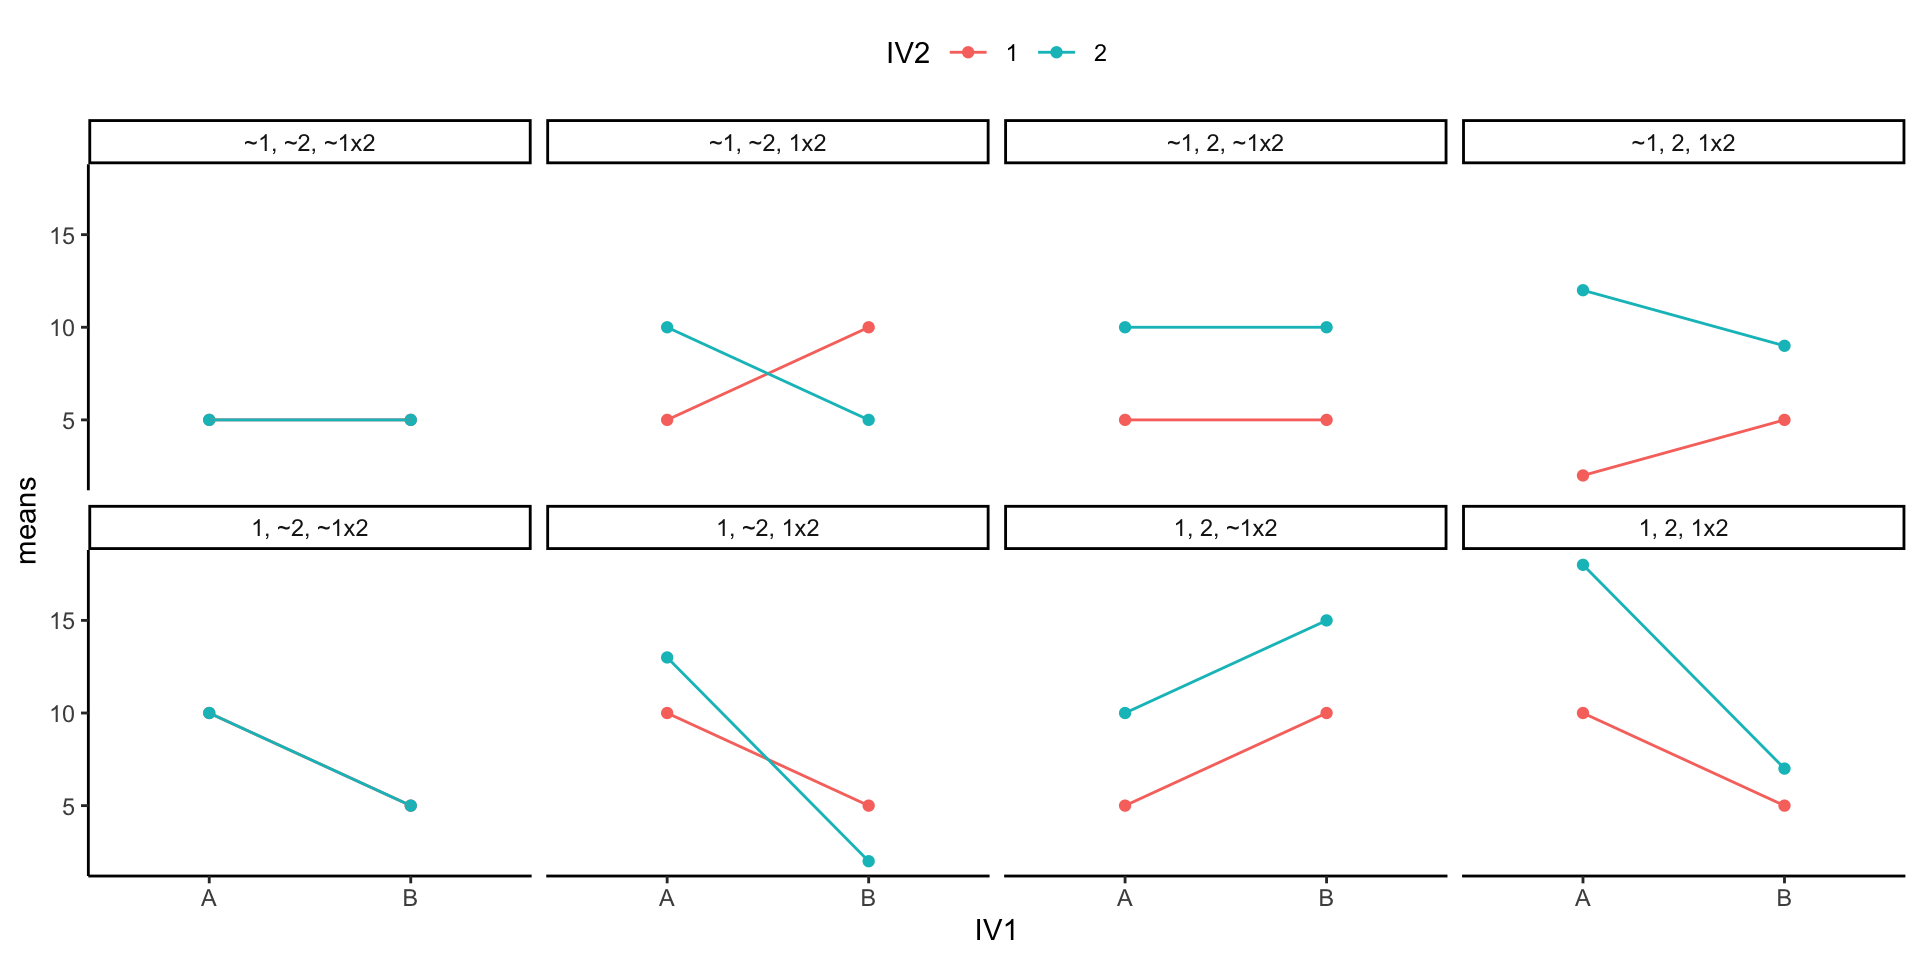 IV2 1 2
~1, ~2, ~1x2
~1, ~2, 1x2
~1, 2, ~1x2
~1, 2, 1x2
15
10
5
means
1, ~2, ~1x2
1, ~2, 1x2
1, 2, ~1x2
1, 2, 1x2
15
10
5
A B A B A B A B
IV1